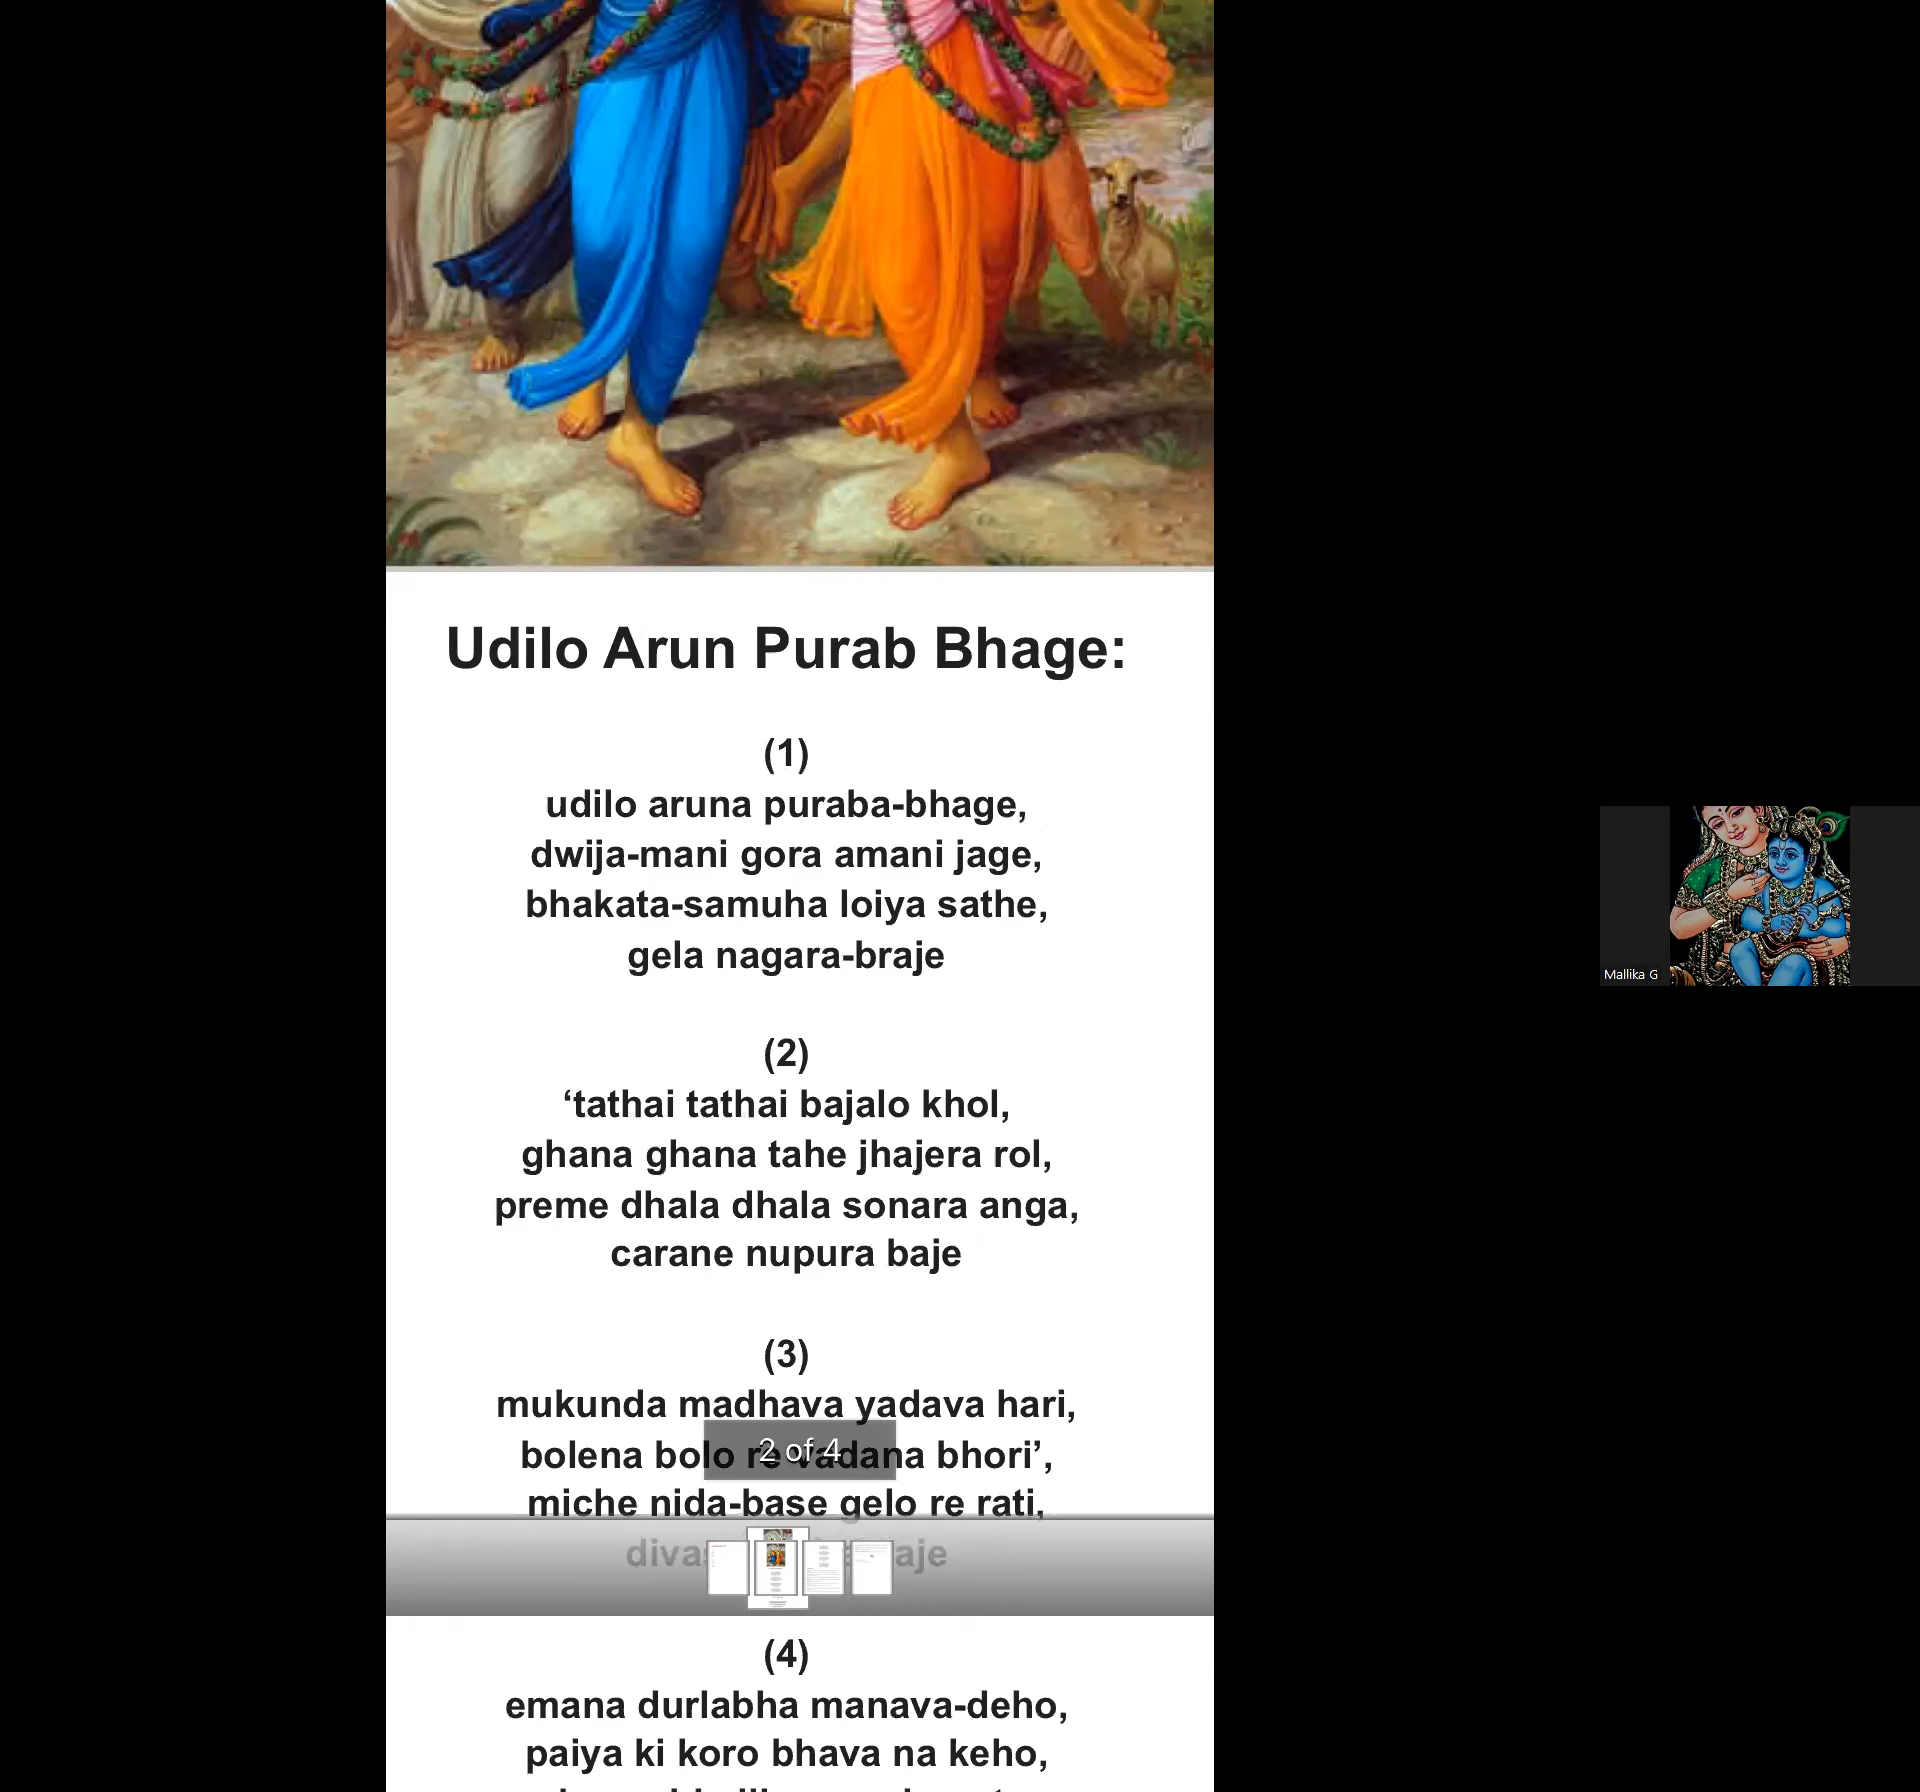 Udilo Arun Purab Bhage:
(1)
udilo aruna puraba-bhage,
dwija-mani gora amani jage,
bhakata-samuha loiya sathe,
gela nagara-braje
(2)
‘tathai tathai bajalo khol,
ghana ghana tahe jhajera rol,
preme dhala dhala sonara anga,
carane nupura baje
(3)
mukunda madhava yadava hari,
bolena bolo re vadana bhori’,
2 of 4
miche nida-base gelo re rati,
(4)
emana durlabha manava-deho,
paiya ki koro bhava na keho,
Mallika G